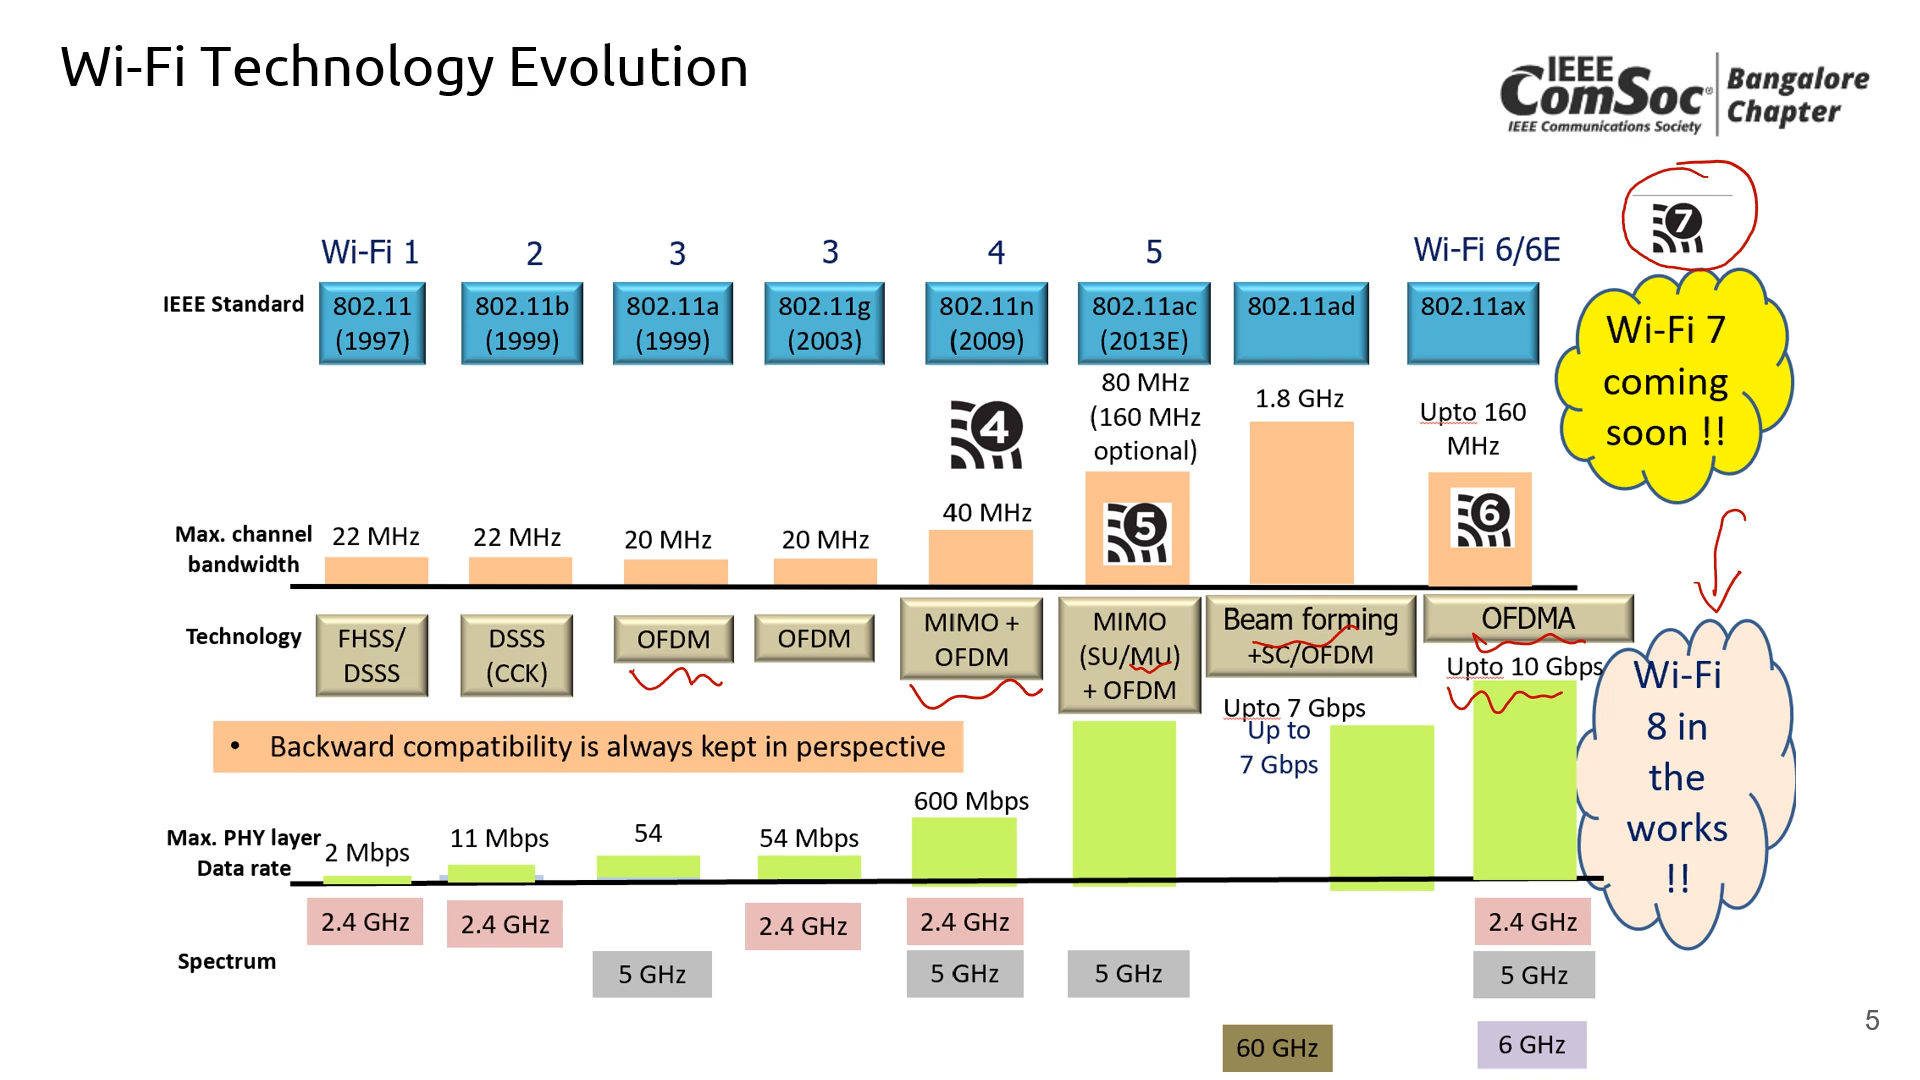 Wi-Fi Technology Evolution
IEEE
ComSoc®
IEEE Communications Society
Bangalore
Chapter
7
Wi-Fi 1
2
3
3
4
5
Wi-Fi 6/6E
IEEE Standard
802.11
(1997)
802.11b
(1999)
802.11a
(1999)
802.11g
(2003)
802.11n
(2009)
802.11ac
(2013E)
802.11ad
802.11ax
Wi-Fi 7
coming
soon !!
Max. channel
bandwidth
22 MHz
22 MHz
20 MHz
20 MHz
4
40 MHz
80 MHz
(160 MHz
optional)
5
1.8 GHz
Upto 160
MHz
6
Technology
FHSS/
DSSS
DSSS
(CCK)
OFDM
OFDM
MIMO +
OFDM
MIMO
(SU/MU)
+ OFDM
Beam forming
+SC/OFDM
OFDMA
• Backward compatibility is always kept in perspective
Max. PHY layer
Data rate
2 Mbps
11 Mbps
54
54 Mbps
600 Mbps
Upto 7 Gbps
Up to
7 Gbps
Upto 10 Gbps
Wi-Fi
8 in
the
works
!!
Spectrum
2.4 GHz
2.4 GHz
5 GHz
2.4 GHz
2.4 GHz
5 GHz
5 GHz
60 GHz
2.4 GHz
5 GHz
6 GHz
5